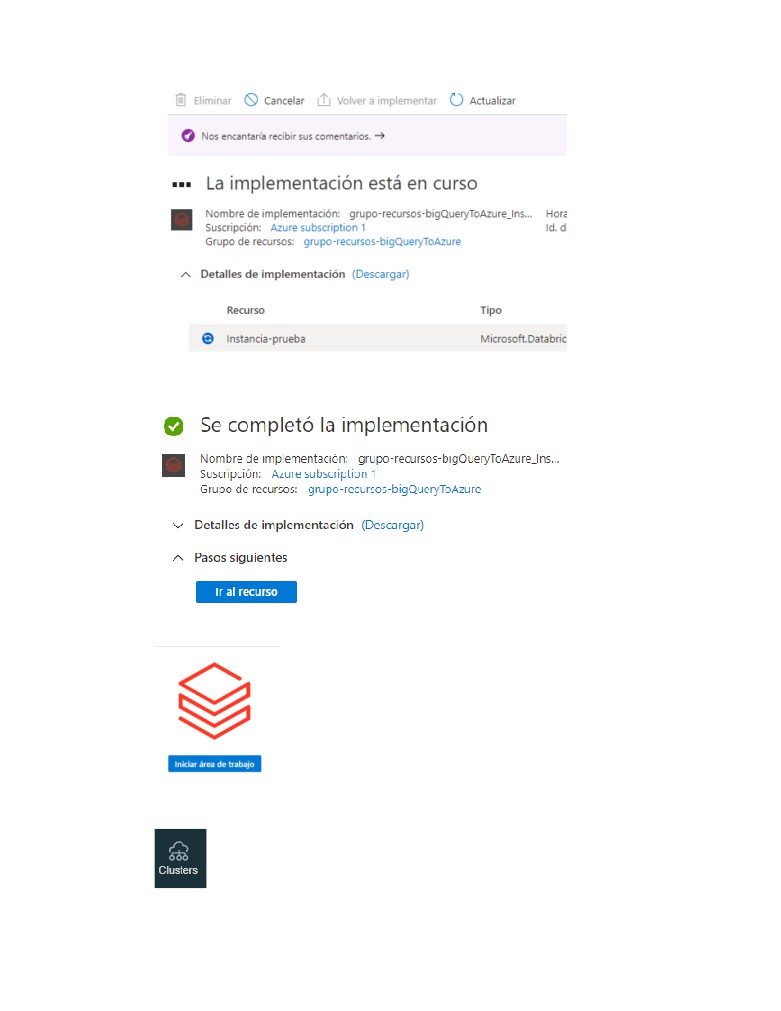 Eliminar Cancelar Volver a implementar Actualizar
Nos encantaría recibir sus comentarios. →
La implementación está en curso
Nombre de implementación: grupo-recursos-bigQueryToAzure_Ins... Hora
Suscripción: Azure subscription 1 Id. d
Grupo de recursos: grupo-recursos-bigQueryToAzure
Detalles de implementación (Descargar)
Recurso Tipo
Instancia-prueba Microsoft.Databric
Se completó la implementación
Nombre de implementación: grupo-recursos-bigQueryToAzure_Ins...
Suscripción: Azure subscription 1
Grupo de recursos: grupo-recursos-bigQueryToAzure
Detalles de implementación (Descargar)
Pasos siguientes
Ir al recurso
Iniciar área de trabajo
Clusters